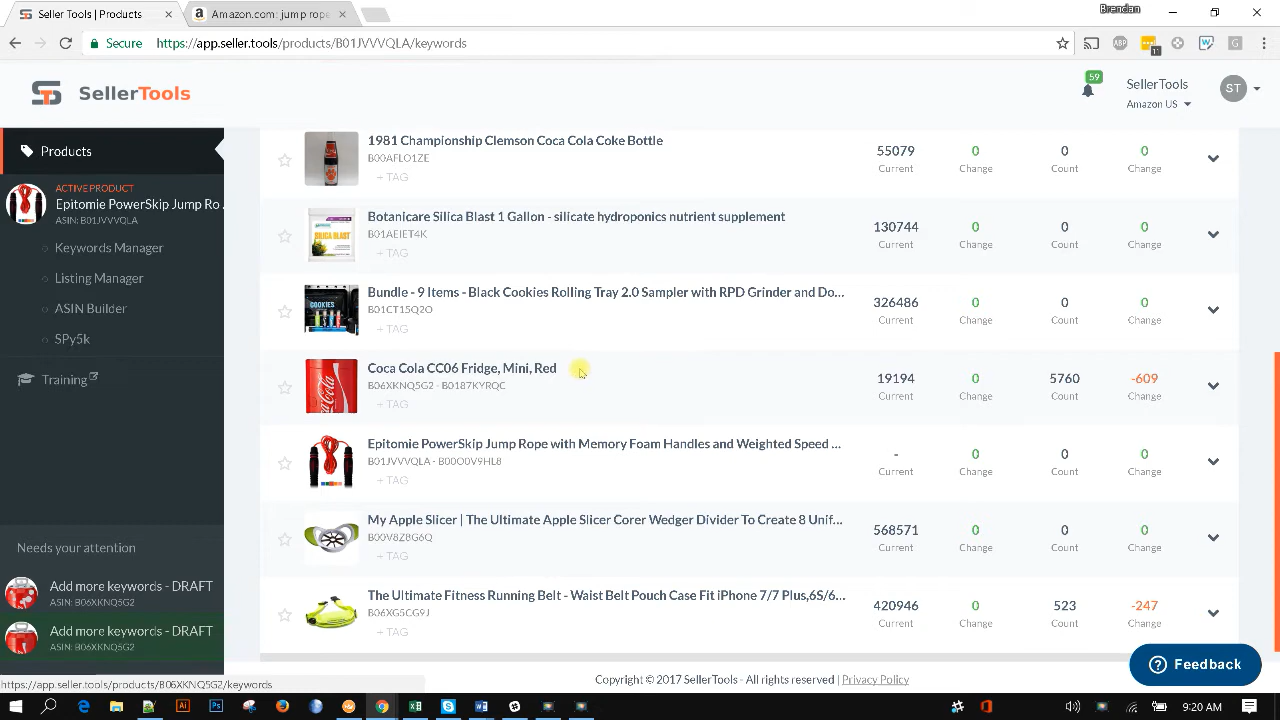 Brendan
SellerTools
Amazon.com
Secure
https://app.seller.tools/products/B01JVVVQLA/keywords
ABP
11
W
G
SellerTools
59
SellerTools
Amazon US
ST
Products
ACTIVE PRODUCT
Epitomie PowerSkip Jump Ro...
ASIN: B01JVVVQLA
Keywords Manager
Listing Manager
ASIN Builder
SPy5k
Training
Needs your attention
Add more keywords - DRAFT
ASIN: B06XKNQ5G2
Add more keywords - DRAFT
ASIN: B06XKNQ5G2
1981 Championship Clemson Coca Cola Coke Bottle
B00AFLO1ZE
+ TAG
55079 0 0 0
Current Change Count Change
Botanicare Silica Blast 1 Gallon - silicate hydroponics nutrient supplement
B01AEIET4K
+ TAG
130744 0 0 0
Current Change Count Change
Bundle - 9 Items - Black Cookies Rolling Tray 2.0 Sampler with RPD Grinder and Do...
B01CT15Q2O
+ TAG
326486 0 0 0
Current Change Count Change
Coca Cola CC06 Fridge, Mini, Red
B06XKNQ5G2 - B0187KYRQC
+ TAG
19194 0 5760 -609
Current Change Count Change
Epitomie PowerSkip Jump Rope with Memory Foam Handles and Weighted Speed ...
B01JVVVQLA - B00O0V9HL8
+ TAG
- 0 0 0
Current Change Count Change
My Apple Slicer | The Ultimate Apple Slicer Corer Wedger Divider To Create 8 Unif...
B00V8Z8G6Q
+ TAG
568571 0 0 0
Current Change Count Change
The Ultimate Fitness Running Belt - Waist Belt Pouch Case Fit iPhone 7/7 Plus,6S/6...
B06XG5CG9J
+ TAG
420946 0 523 -247
Current Change Count Change
Feedback
Copyright © 2017 SellerTools - All rights reserved | Privacy Policy
https://app.seller.tools/products/B06XKNQ5G2/keywords
9:20 AM